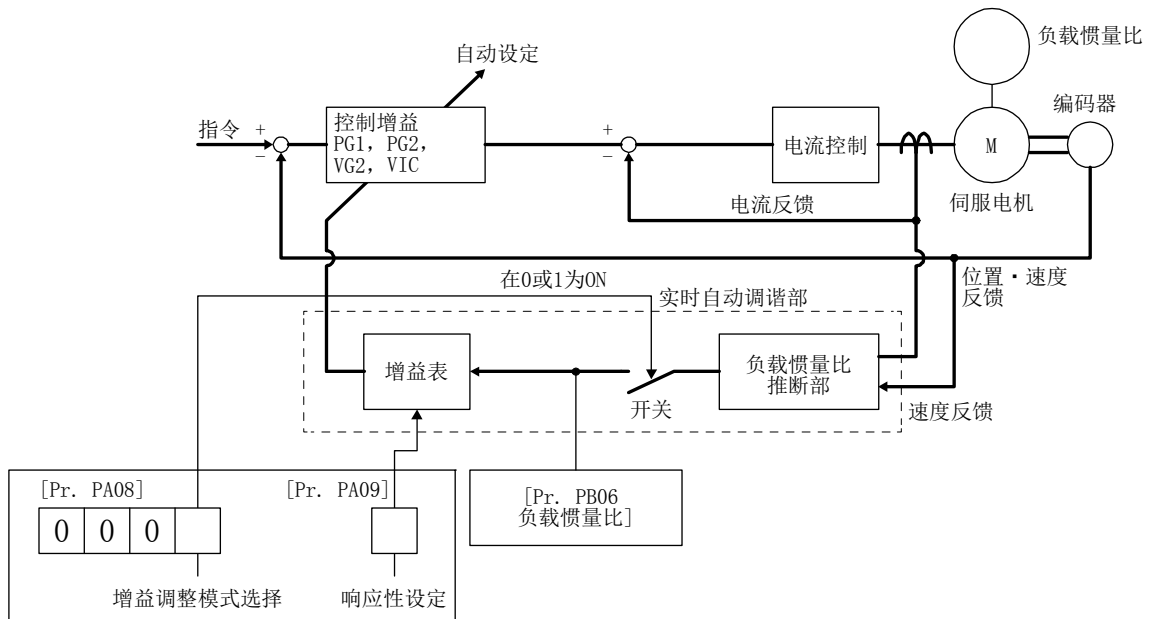 负载惯量比
自动设定
编码器
指令
+
−
控制增益
PG1，PG2，
VG2，VIC
+
−
电流控制
M
电流反馈
伺服电机
在0或1为ON
实时自动调谐部
位置・速度
反馈
增益表
开关
负载惯量比
推断部
速度反馈
[Pr. PA08]
[Pr. PA09]
[Pr. PB06
负载惯量比]
0 0 0
增益调整模式选择
响应性设定